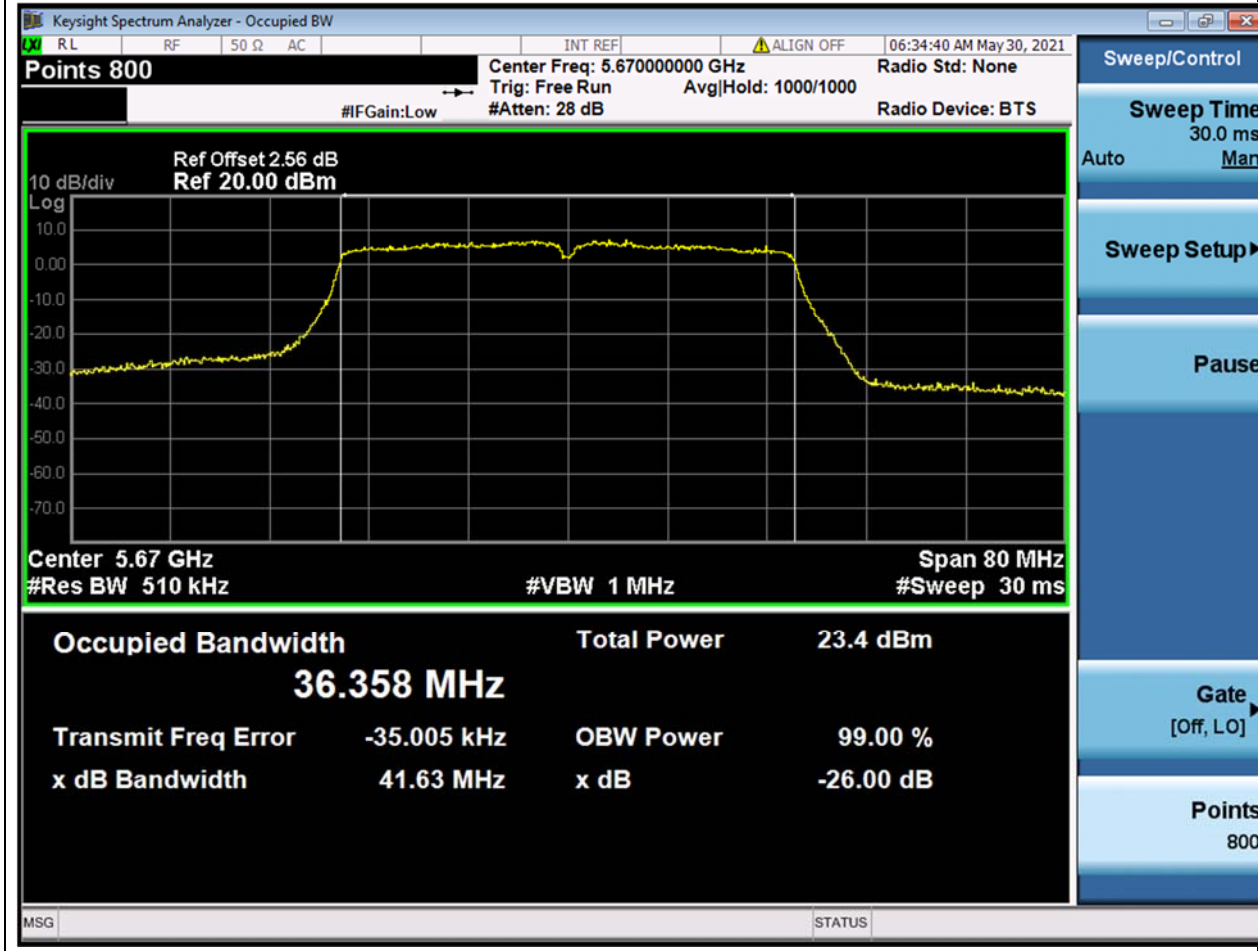 Keysight Spectrum Analyzer - Occupied BW
LXI RL RF 50 Ω AC INT REF ALIGN OFF 06:34:40 AM May 30, 2021
Points 800
Center Freq: 5.670000000 GHz Radio Std: None
Trig: Free Run Avg|Hold: 1000/1000
#IFGain:Low #Atten: 28 dB Radio Device: BTS
Ref Offset 2.56 dB
10 dB/div Ref 20.00 dBm
Log
10.0
0.00
-10.0
-20.0
-30.0
-40.0
-50.0
-60.0
-70.0
Center 5.67 GHz Span 80 MHz
#Res BW 510 kHz #VBW 1 MHz #Sweep 30 ms
Occupied Bandwidth Total Power 23.4 dBm
36.358 MHz
Transmit Freq Error -35.005 kHz OBW Power 99.00 %
x dB Bandwidth 41.63 MHz x dB -26.00 dB
MSG STATUS
Sweep/Control
Sweep Time
30.0 ms
Auto Man
Sweep Setup
Pause
Gate
[Off, LO]
Points
800